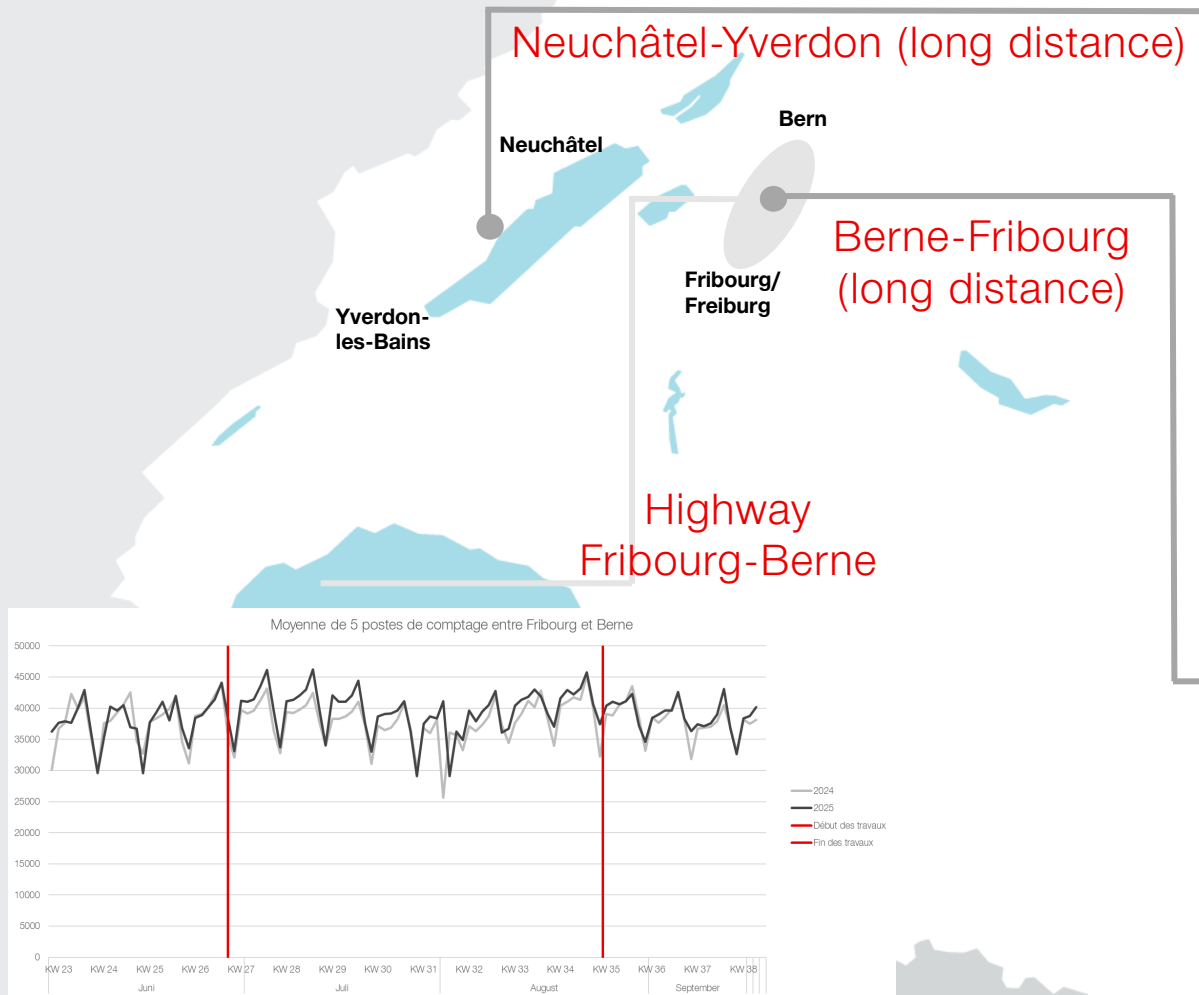 Neuchâtel-Yverdon (long distance)
Bern
Neuchâtel
Berne-Fribourg
(long distance)
Fribourg/
Freiburg
Yverdon-
les-Bains
Highway
Fribourg-Berne
Moyenne de 5 postes de comptage entre Fribourg et Berne
50000
45000
40000
35000
30000
25000
20000
15000
10000
5000
0
2024
2025
Début des travaux
Fin des travaux
KW 23 KW 24 KW 25 KW 26 KW 27 KW 28 KW 29 KW 30 KW 31 KW 32 KW 33 KW 34 KW 35 KW 36 KW 37 KW 38
Juni Juli August September